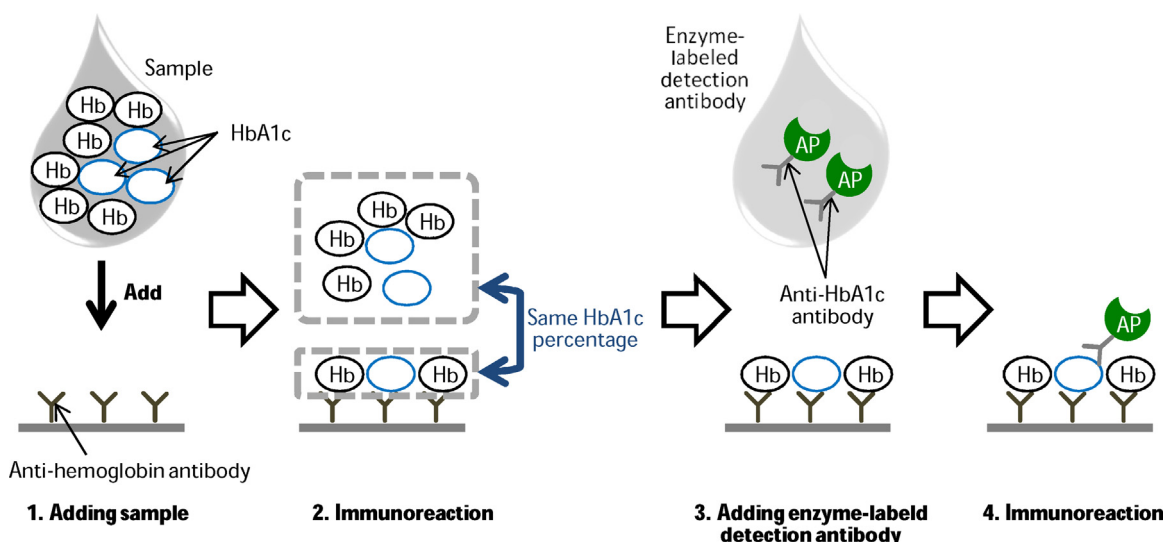 Sample
Hb
Hb
Hb
Hb
Hb
Hb
HbA1c
Add
Anti-hemoglobin antibody
1. Adding sample
Hb
Hb
Hb
Hb
Same HbA1c
percentage
Hb
Hb
2. Immunoreaction
Enzyme-
labeled
detection
antibody
AP
AP
Anti-HbA1c
antibody
Hb
Hb
3. Adding enzyme-labeld
detection antibody
AP
Hb
Hb
4. Immunoreaction